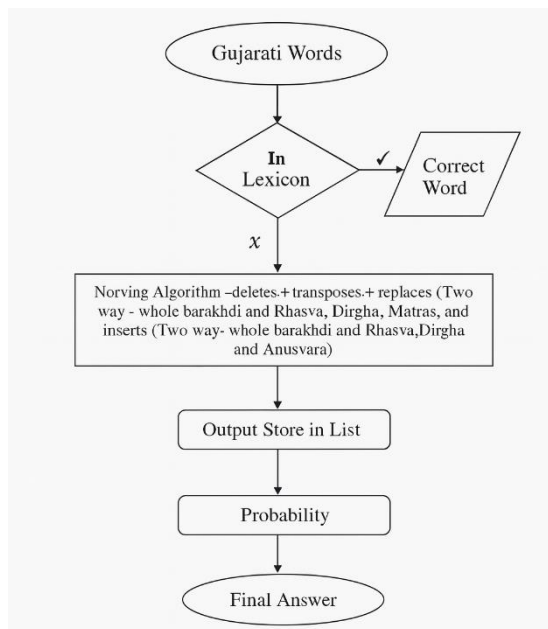 Gujarati Words
In
Lexicon
✓
Correct
Word
x
Norving Algorithm –deletes.+ transposes.+ replaces (Two
way - whole barakhdi and Rhasva, Dirgha, Matras, and
inserts (Two way- whole barakhdi and Rhasva,Dirgha
and Anusvara)
Output Store in List
Probability
Final Answer